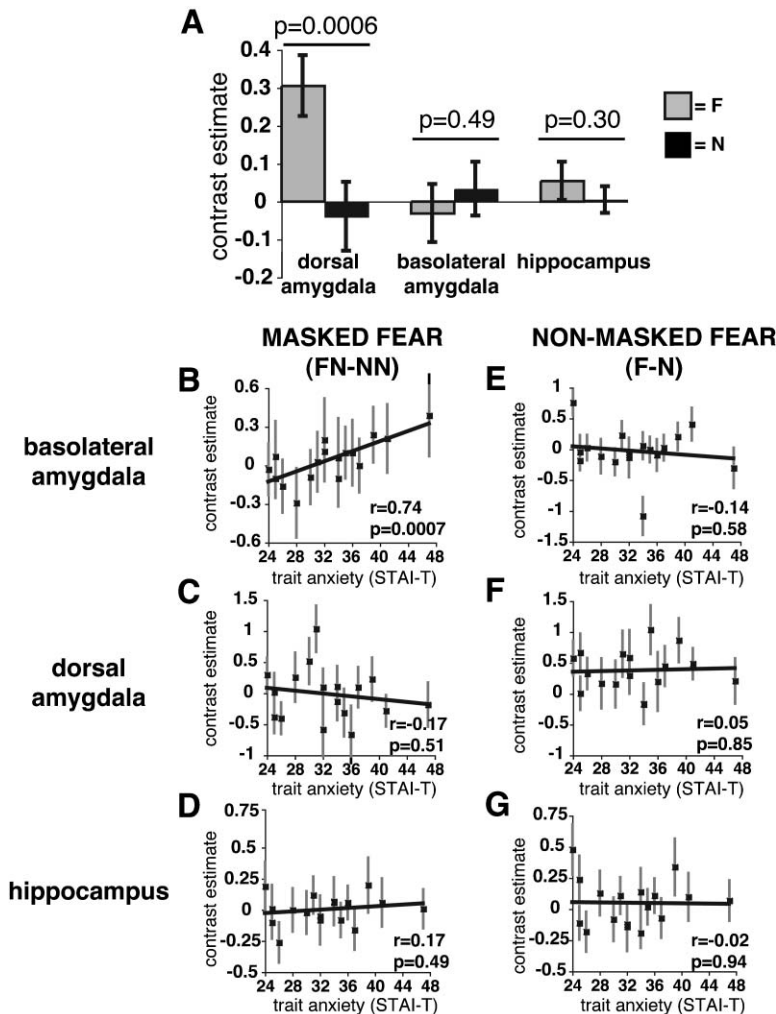 A
p=0.0006
0.4
0.3
0.2
0.1
0
-0.1
-0.2
contrast estimate
p=0.49
p=0.30
= F
= N
dorsal
amygdala
basolateral
amygdala
hippocampus
MASKED FEAR
(FN-NN)
NON-MASKED FEAR
(F-N)
basolateral
amygdala
B
contrast estimate
0.6
0.3
0
-0.3
-0.6
r=0.74
p=0.0007
24 28 32 36 40 44 48
trait anxiety (STAI-T)
E
contrast estimate
1
0.5
0
-0.5
-1
-1.5
r=-0.14
p=0.58
24 28 32 36 40 44 48
trait anxiety (STAI-T)
dorsal
amygdala
C
contrast estimate
1.5
1
0.5
0
-0.5
-1
r=-0.17
p=0.51
24 28 32 36 40 44 48
trait anxiety (STAI-T)
F
contrast estimate
1.5
1
0.5
0
-0.5
-1
r=0.05
p=0.85
24 28 32 36 40 44 48
trait anxiety (STAI-T)
hippocampus
D
contrast estimate
0.75
0.5
0.25
0
-0.25
-0.5
r=0.17
p=0.49
24 28 32 36 40 44 48
trait anxiety (STAI-T)
G
contrast estimate
0.75
0.5
0.25
0
-0.25
-0.5
r=-0.02
p=0.94
24 28 32 36 40 44 48
trait anxiety (STAI-T)